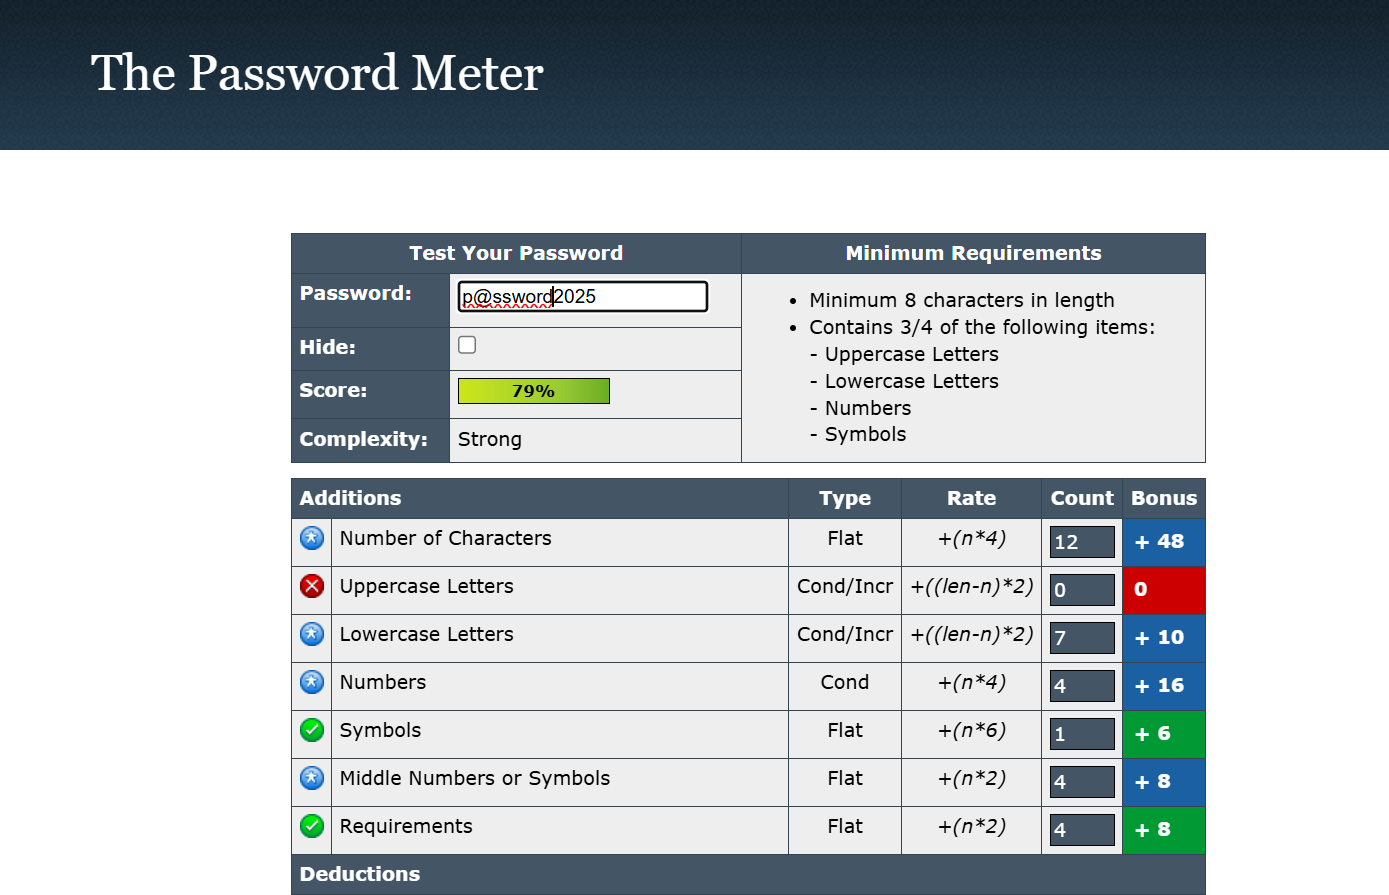 The Password Meter
Test Your Password Minimum Requirements
Password: p@ssword2025
Hide:
Score: 79%
Complexity: Strong
• Minimum 8 characters in length
• Contains 3/4 of the following items:
- Uppercase Letters
- Lowercase Letters
- Numbers
- Symbols
Additions Type Rate Count Bonus
Number of Characters Flat +(n*4) 12 + 48
Uppercase Letters Cond/Incr +((len-n)*2) 0 0
Lowercase Letters Cond/Incr +((len-n)*2) 7 + 10
Numbers Cond +(n*4) 4 + 16
Symbols Flat +(n*6) 1 + 6
Middle Numbers or Symbols Flat +(n*2) 4 + 8
Requirements Flat +(n*2) 4 + 8
Deductions